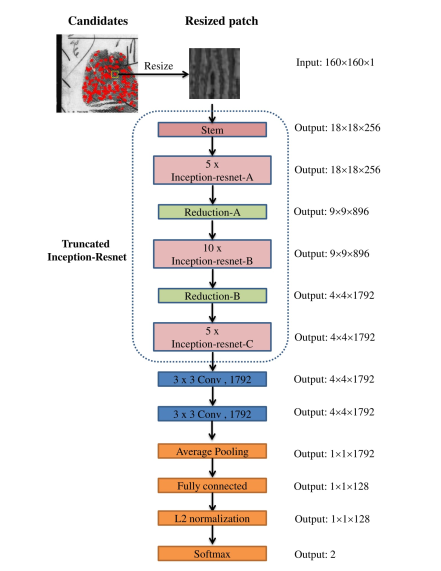 Candidates
Resized patch
Resize
Input: 160×160×1
Stem
Output: 18×18×256
5 x
Inception-resnet-A
Output: 18×18×256
Reduction-A
Output: 9×9×896
Truncated
Inception-Resnet
10 x
Inception-resnet-B
Output: 9×9×896
Reduction-B
Output: 4×4×1792
5 x
Inception-resnet-C
Output: 4×4×1792
3 x 3 Conv , 1792
Output: 4×4×1792
3 x 3 Conv , 1792
Output: 4×4×1792
Average Pooling
Output: 1×1×1792
Fully connected
Output: 1×1×128
L2 normalization
Output: 1×1×128
Softmax
Output: 2